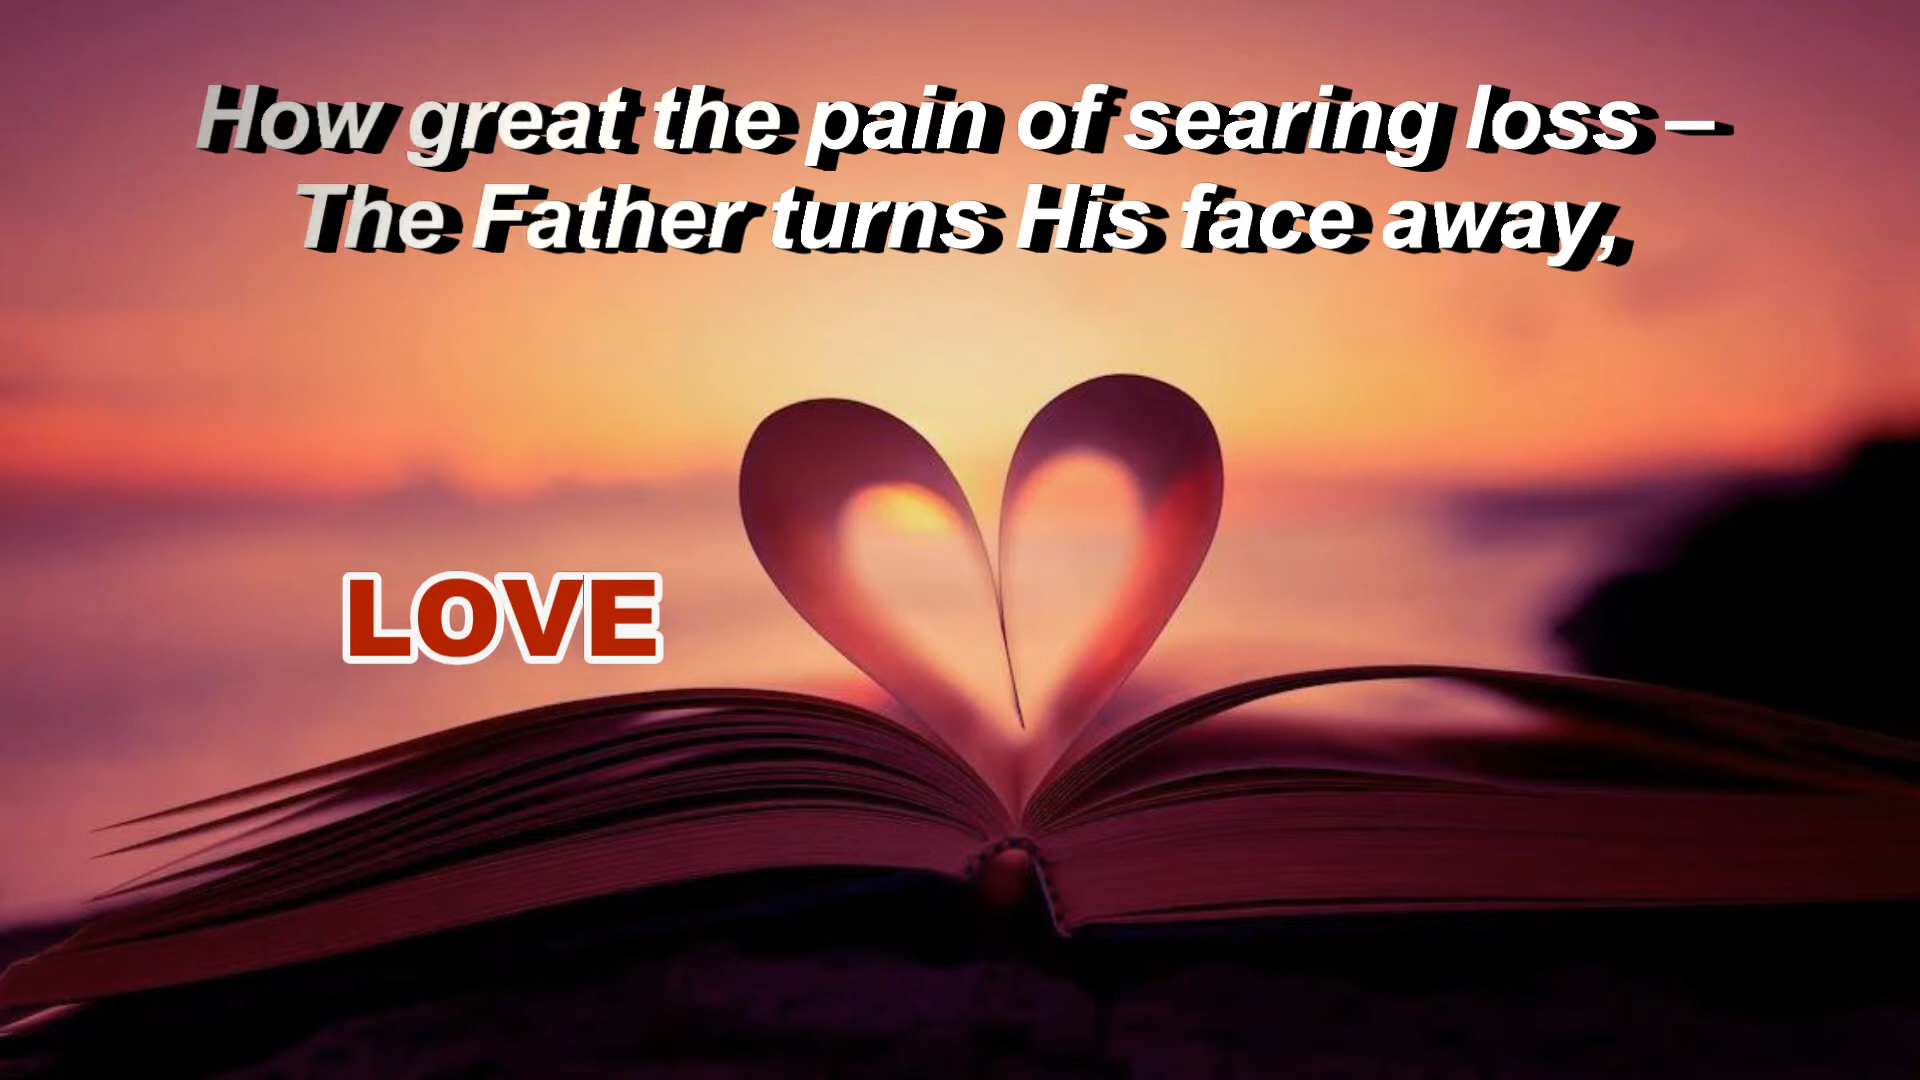 How great the pain of searing loss –
The Father turns His face away,
LOVE